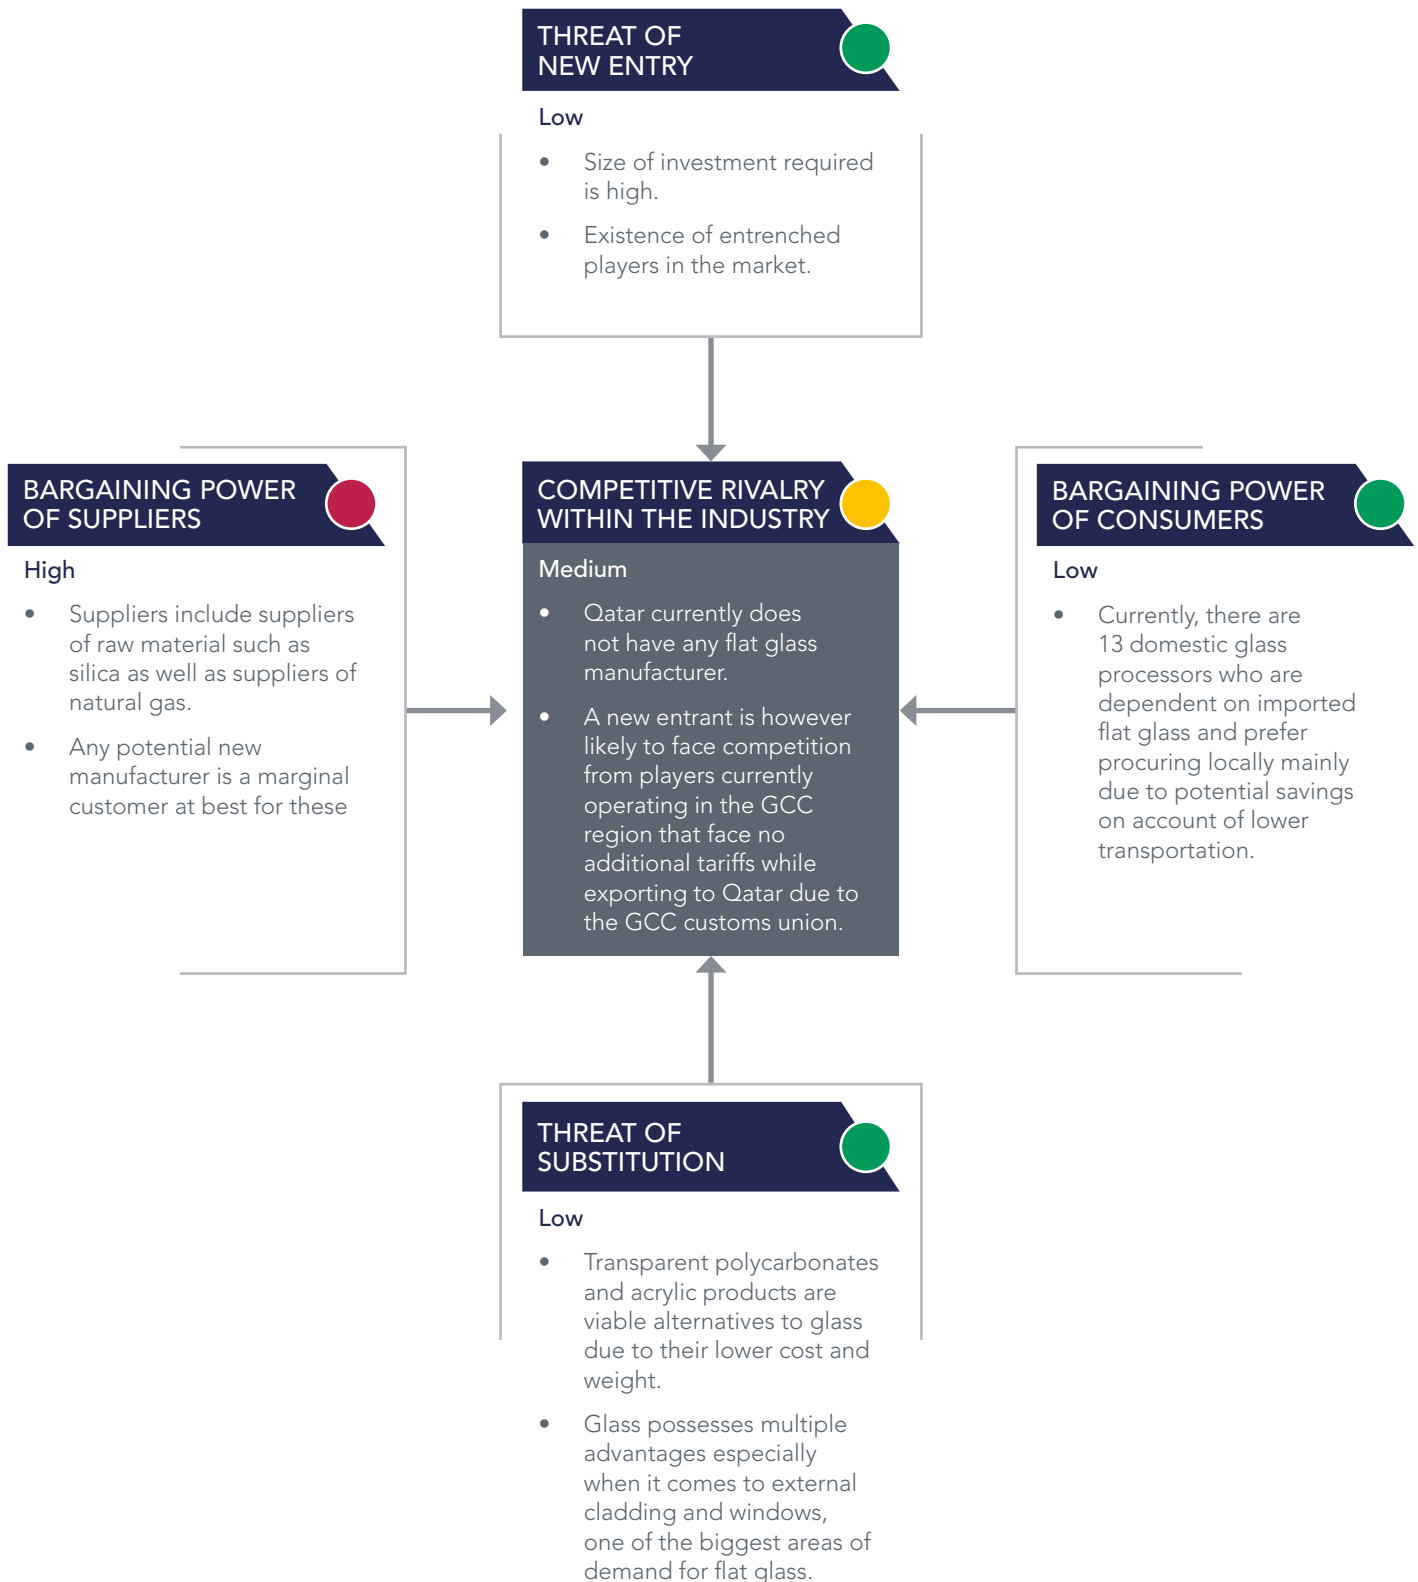 THREAT OF
NEW ENTRY
Low
• Size of investment required
is high.
• Existence of entrenched
players in the market.
BARGAINING POWER
OF SUPPLIERS
High
• Suppliers include suppliers
of raw material such as
silica as well as suppliers of
natural gas.
• Any potential new
manufacturer is a marginal
customer at best for these
COMPETITIVE RIVALRY
WITHIN THE INDUSTRY
Medium
• Qatar currently does
not have any flat glass
manufacturer.
• A new entrant is however
likely to face competition
from players currently
operating in the GCC
region that face no
additional tariffs while
exporting to Qatar due to
the GCC customs union.
BARGAINING POWER
OF CONSUMERS
Low
• Currently, there are
13 domestic glass
processors who are
dependent on imported
flat glass and prefer
procuring locally mainly
due to potential savings
on account of lower
transportation.
THREAT OF
SUBSTITUTION
Low
• Transparent polycarbonates
and acrylic products are
viable alternatives to glass
due to their lower cost and
weight.
• Glass possesses multiple
advantages especially
when it comes to external
cladding and windows,
one of the biggest areas of
demand for flat glass.